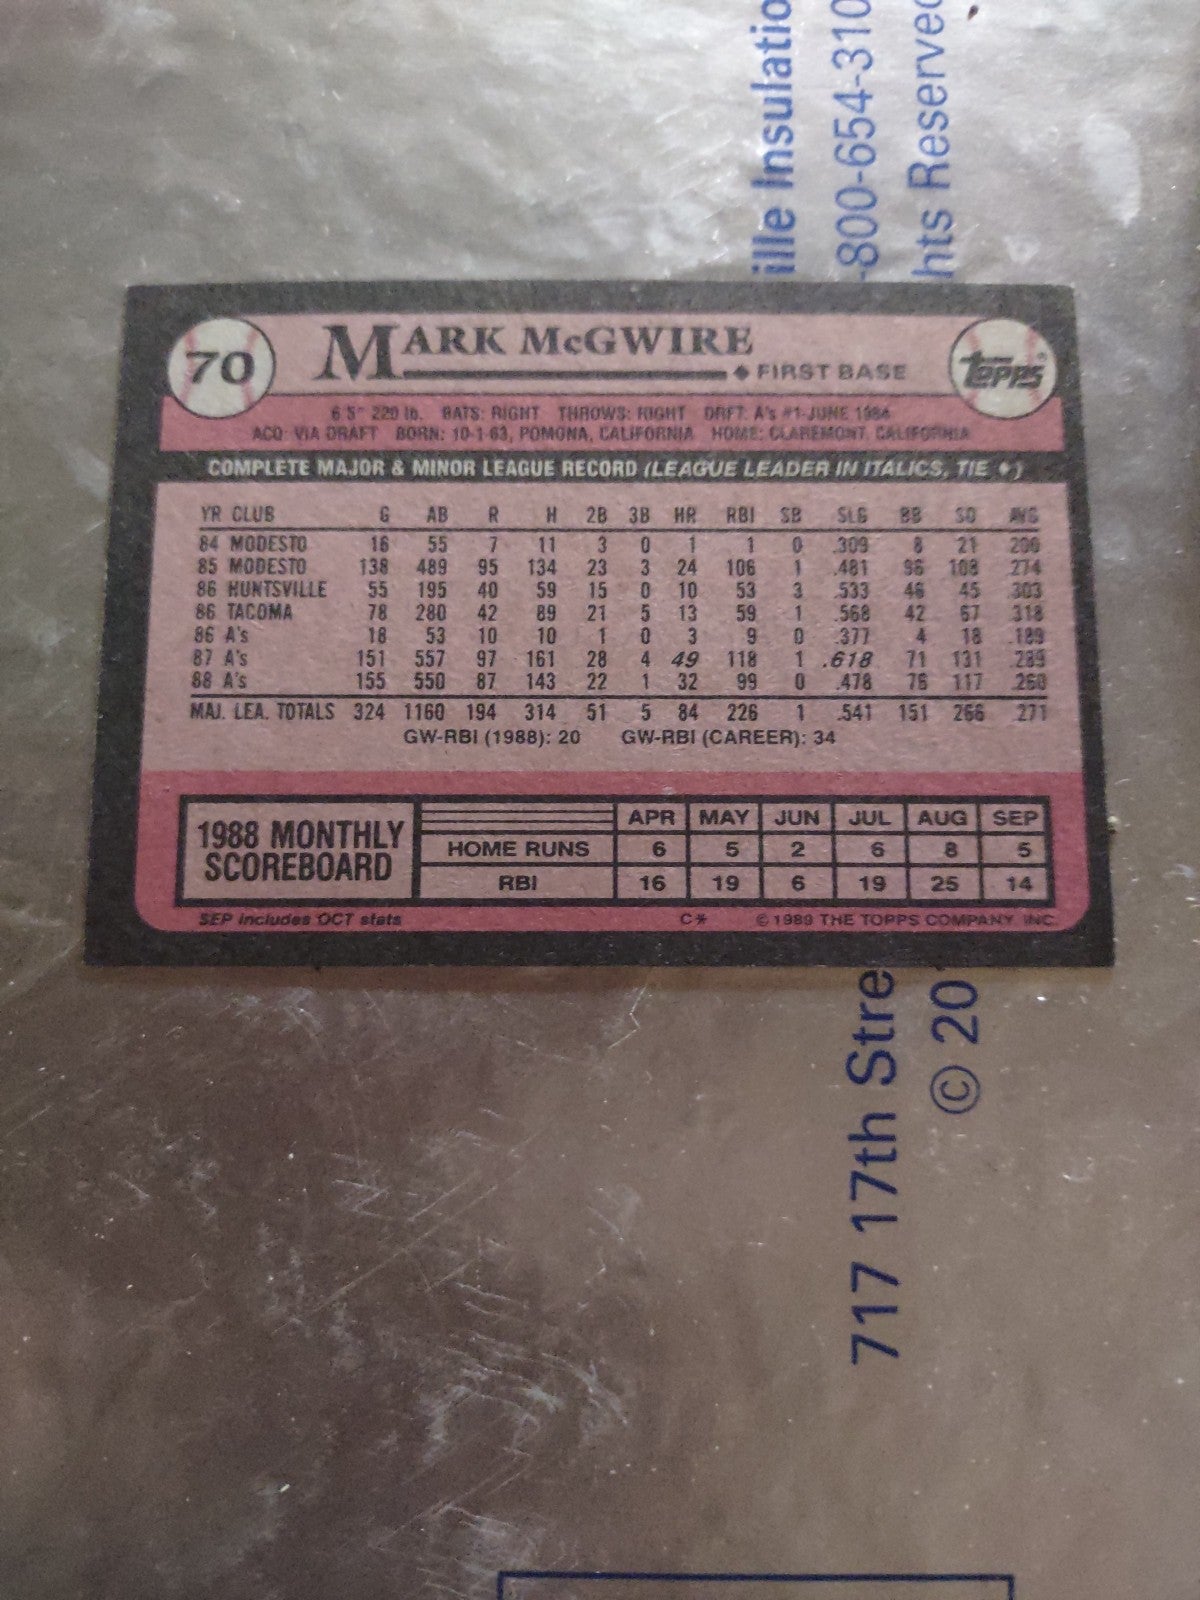 ille Insulatio
-800-654-310
hts Reserved
70
MARK McGWIRE
◆ FIRST BASE
Topps®
6'5" 220 lb. BATS: RIGHT THROWS: RIGHT DRFT: A's #1-JUNE 1984
ACQ: VIA DRAFT BORN: 10-1-63, POMONA, CALIFORNIA HOME: CLAREMONT, CALIFORNIA
COMPLETE MAJOR & MINOR LEAGUE RECORD (LEAGUE LEADER IN ITALICS, TIE ♦)
YR CLUB G AB R H 2B 3B HR RBI SB SLG BB SO AVG
84 MODESTO 16 55 7 11 3 0 1 1 0 .309 8 21 .200
85 MODESTO 138 489 95 134 23 3 24 106 1 .481 96 108 .274
86 HUNTSVILLE 55 195 40 59 15 0 10 53 3 .533 46 45 .303
86 TACOMA 78 280 42 89 21 5 13 59 1 .568 42 67 .318
86 A's 18 53 10 10 1 0 3 9 0 .377 4 18 .189
87 A's 151 557 97 161 28 4 49 118 1 .618 71 131 .289
88 A's 155 550 87 143 22 1 32 99 0 .478 76 117 .260
MAJ. LEA. TOTALS 324 1160 194 314 51 5 84 226 1 .541 151 266 .271
GW-RBI (1988): 20 GW-RBI (CAREER): 34
1988 MONTHLY
SCOREBOARD
APR MAY JUN JUL AUG SEP
HOME RUNS 6 5 2 6 8 5
RBI 16 19 6 19 25 14
SEP includes OCT stats C* © 1989 THE TOPPS COMPANY, INC.
717 17th Stre
© 20